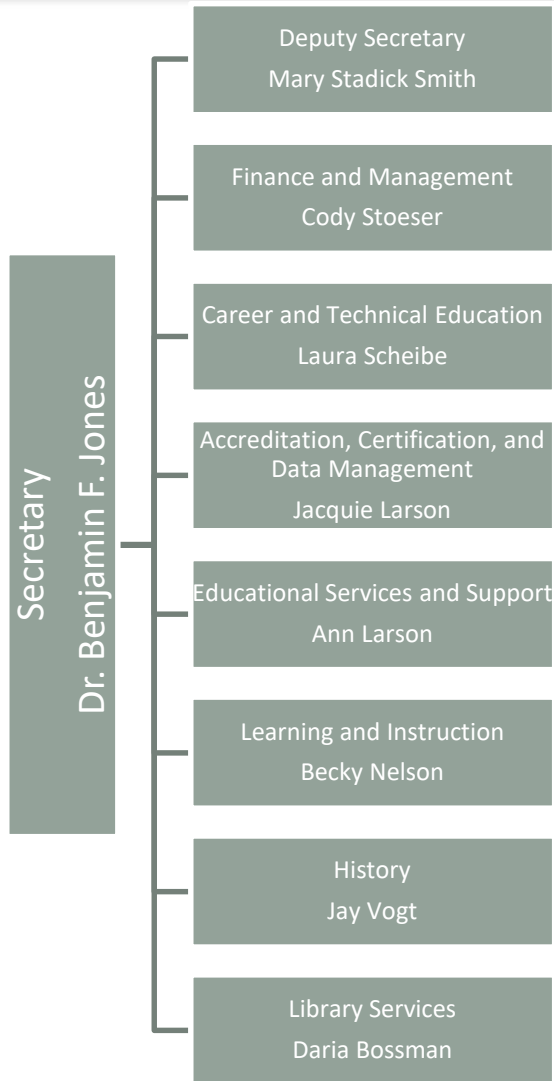 Secretary
Dr. Benjamin F. Jones
Deputy Secretary
Mary Stadick Smith
Finance and Management
Cody Stoeser
Career and Technical Education
Laura Scheibe
Accreditation, Certification, and
Data Management
Jacquie Larson
Educational Services and Support
Ann Larson
Learning and Instruction
Becky Nelson
History
Jay Vogt
Library Services
Daria Bossman